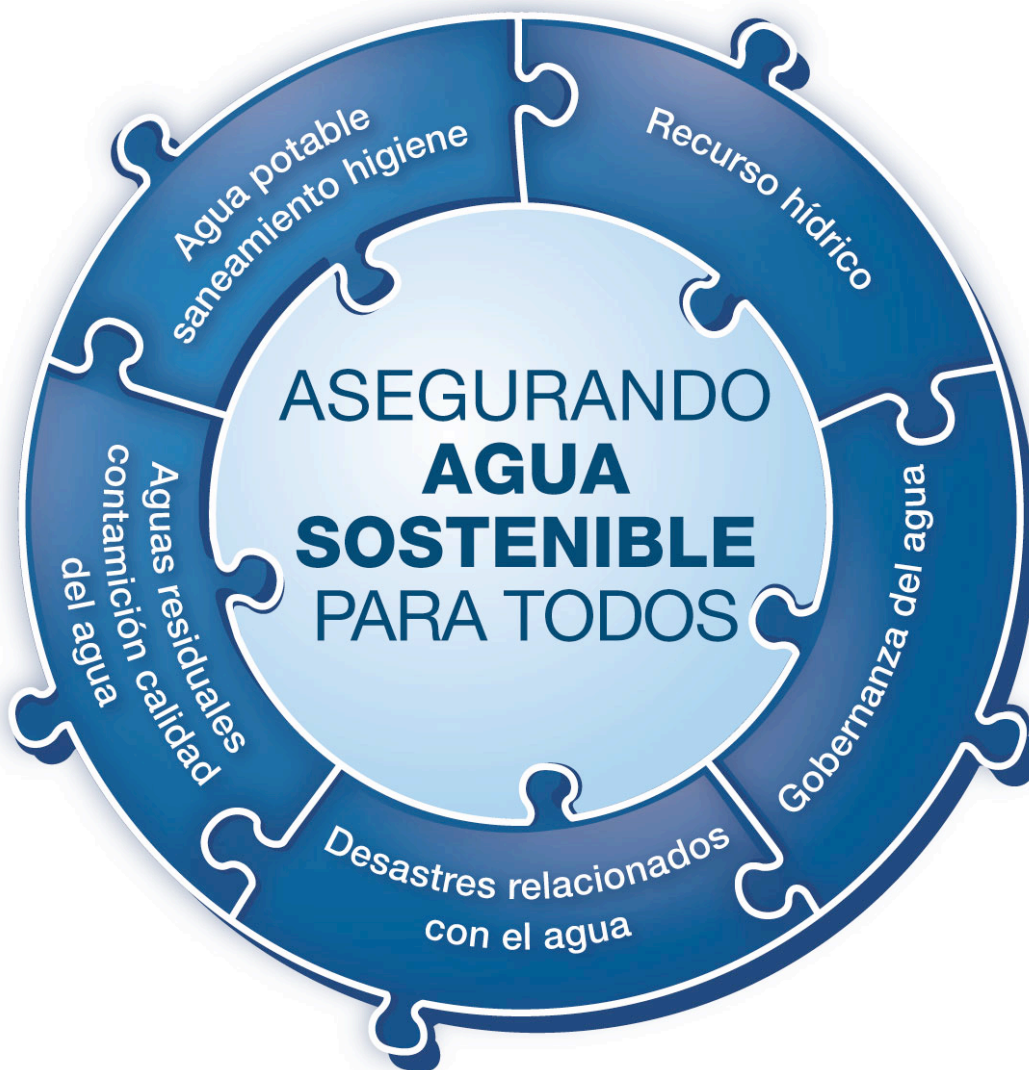 Agua potable
saneamiento higiene
Recurso hídrico
ASEGURANDO
AGUA
SOSTENIBLE
PARA TODOS
Gobernanza del agua
Aguas residuales
contamición calidad
del agua
Desastres relacionados
con el agua